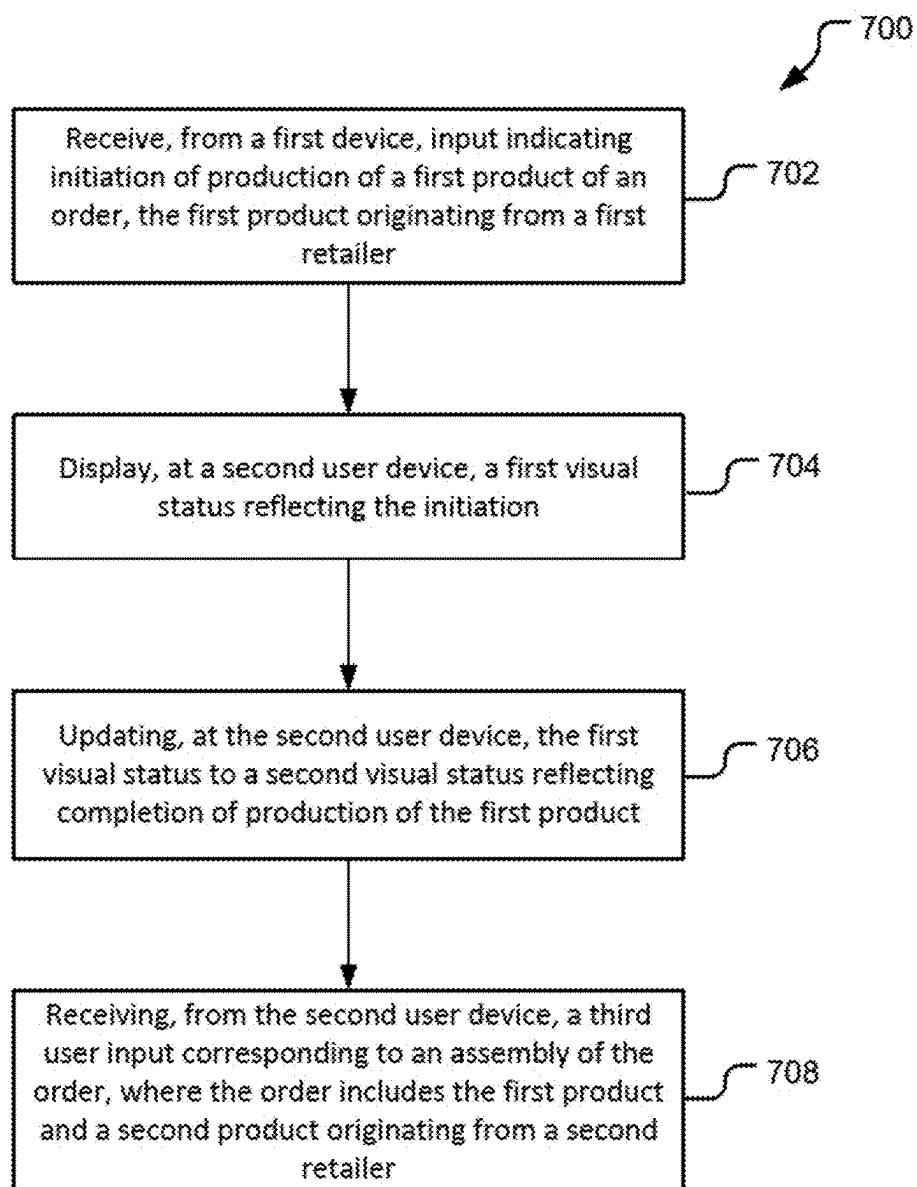 700
Receive, from a first device, input indicating
initiation of production of a first product of an
order, the first product originating from a first
retailer
702
Display, at a second user device, a first visual
status reflecting the initiation
704
Updating, at the second user device, the first
visual status to a second visual status reflecting
completion of production of the first product
706
Receiving, from the second user device, a third
user input corresponding to an assembly of the
order, where the order includes the first product
and a second product originating from a second
retailer
708